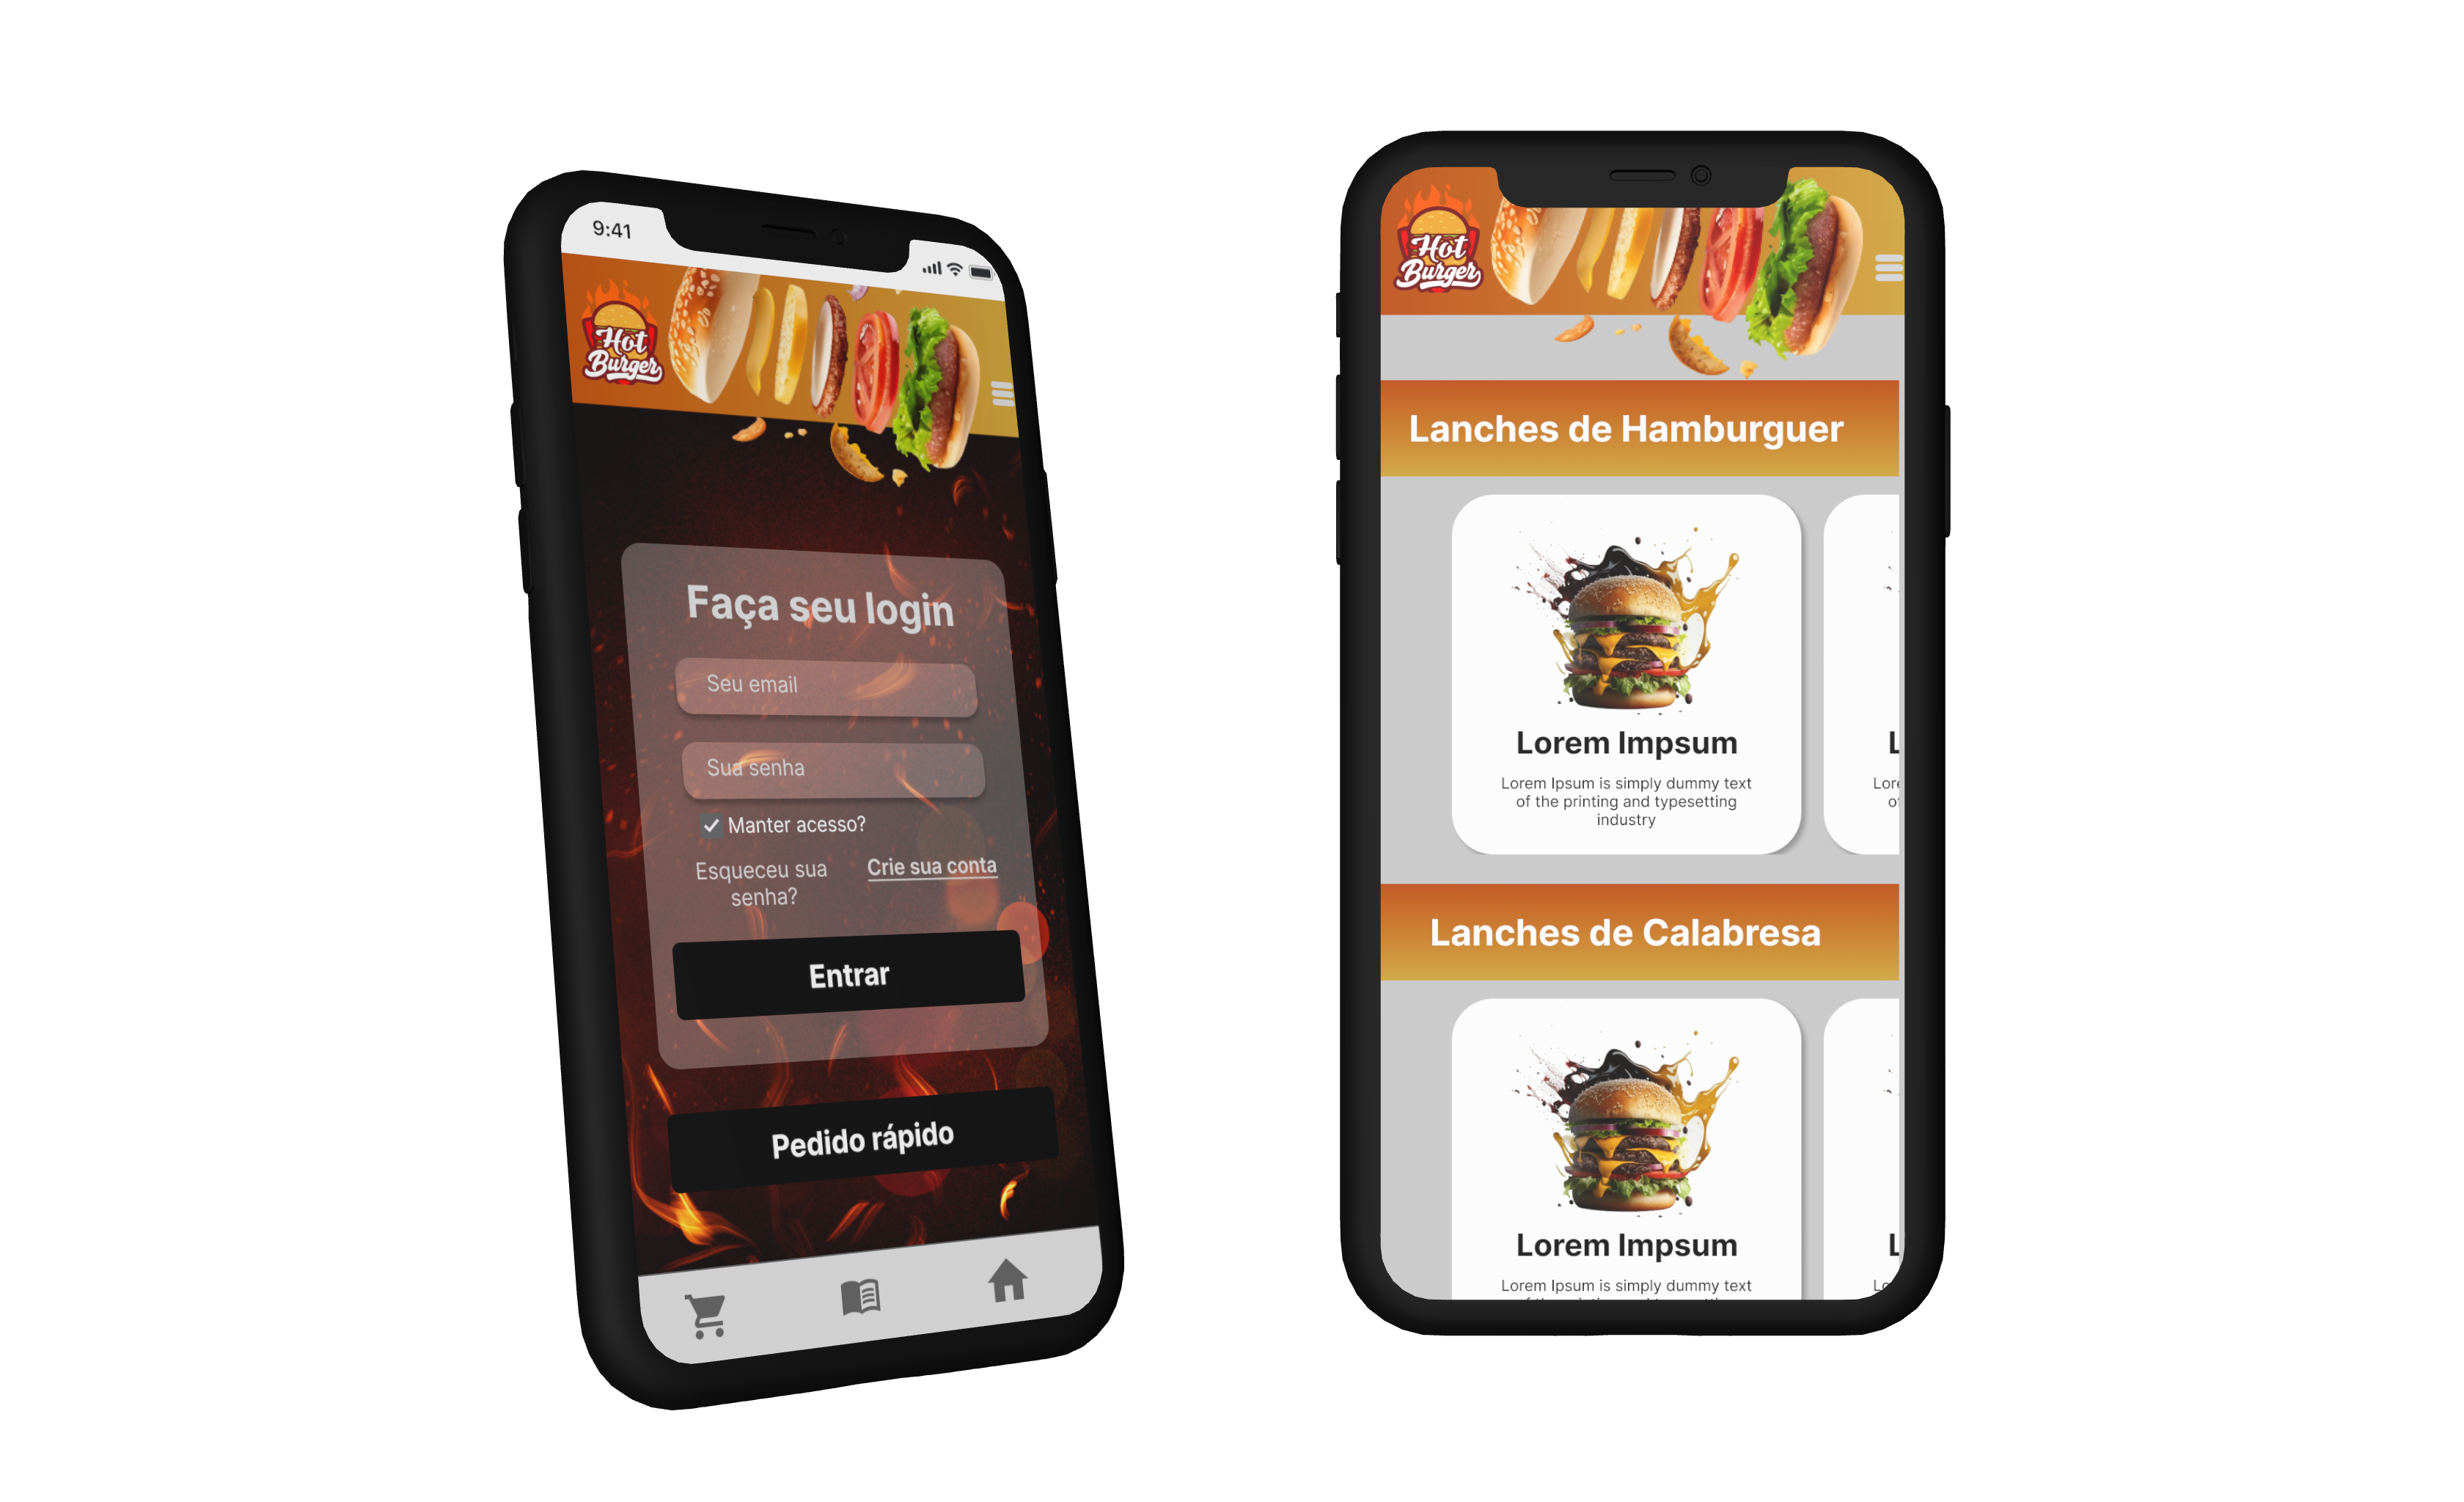 9:41
Hot
Burger
Faça seu login
Seu email
Sua senha
Manter acesso?
Esqueceu sua
senha?
Crie sua conta
Entrar
Pedido rápido
Hot
Burger
Lanches de Hamburguer
Lorem Impsum
Lorem Ipsum is simply dummy text
of the printing and typesetting
industry
L
Lore
of
Lanches de Calabresa
Lorem Impsum
Lorem Ipsum is simply dummy text
L
Lo